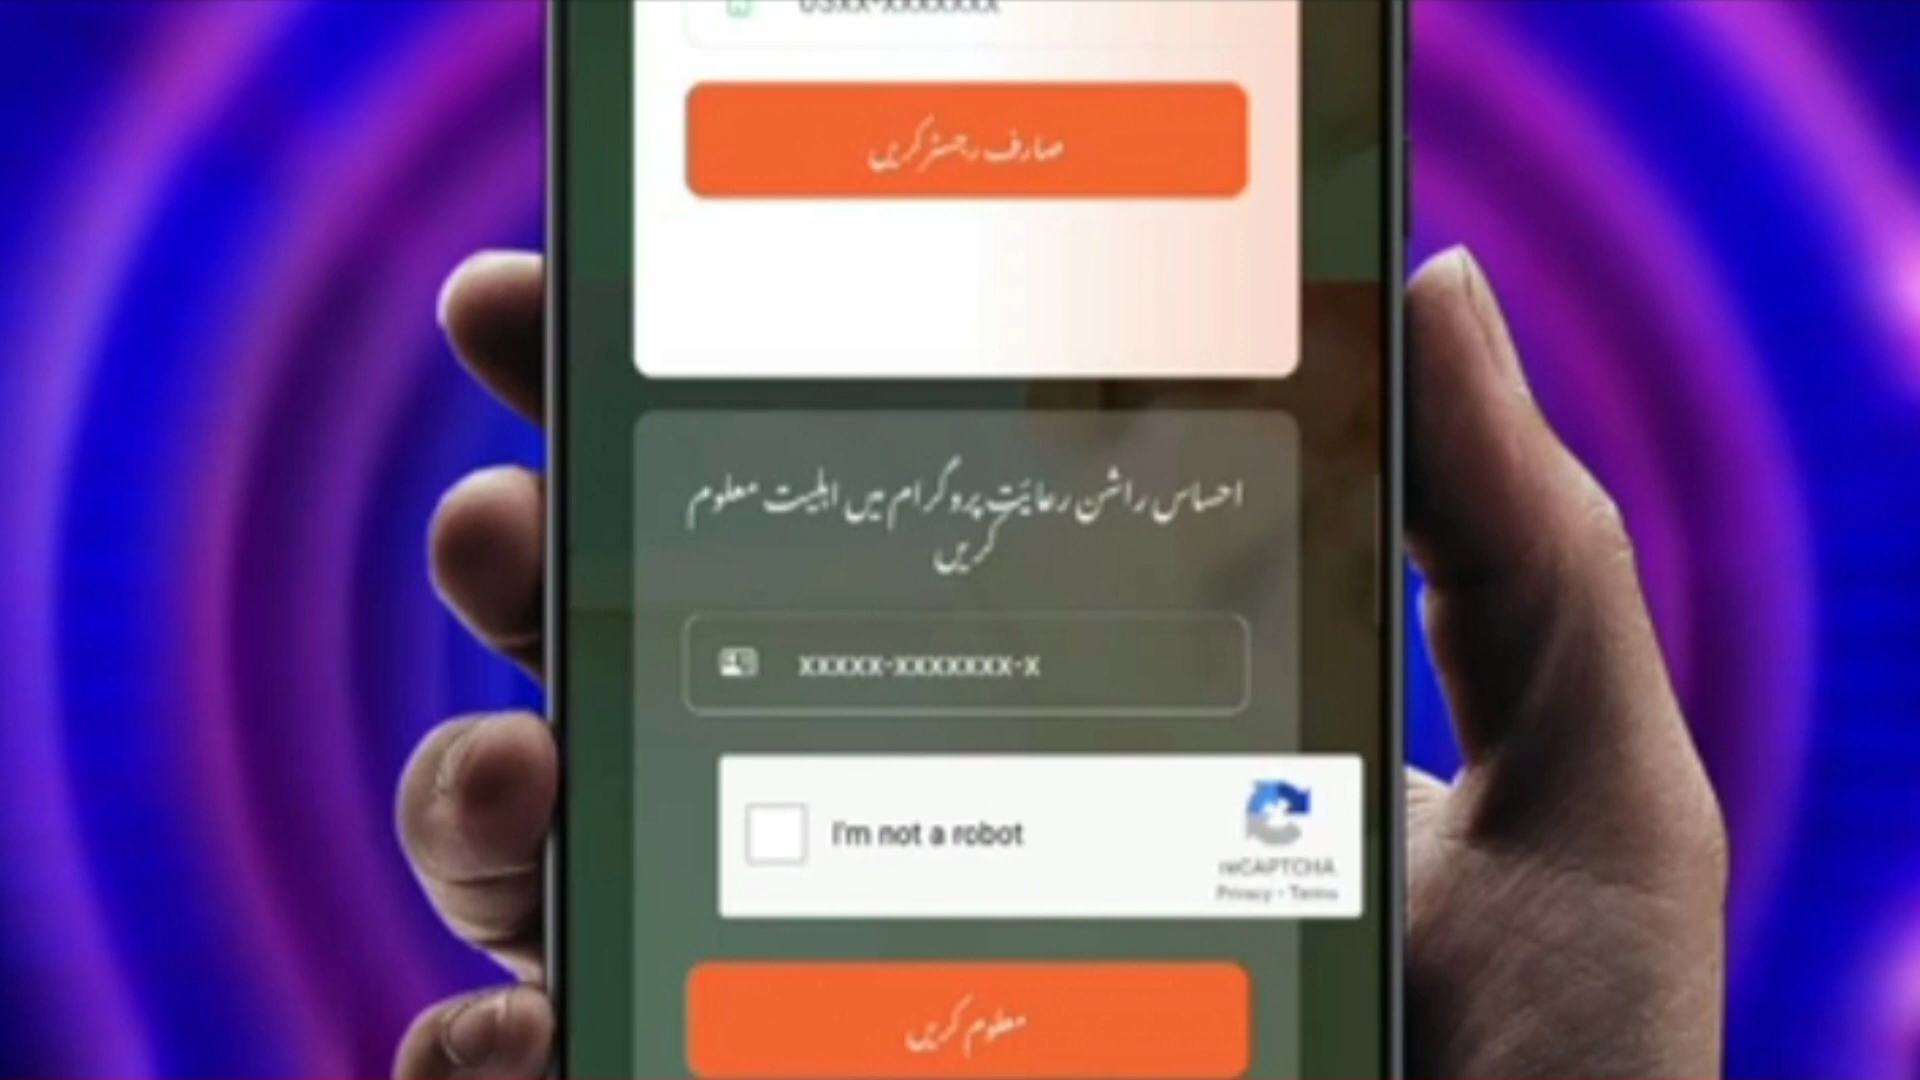 03xx-xxxxxxx
صارف رجسٹر کریں
احساس راشن رعایت پروگرام میں اہلیت معلوم
کریں
xxxxx-xxxxxxx-x
I'm not a robot
reCAPTCHA
Privacy - Terms
معلوم کریں